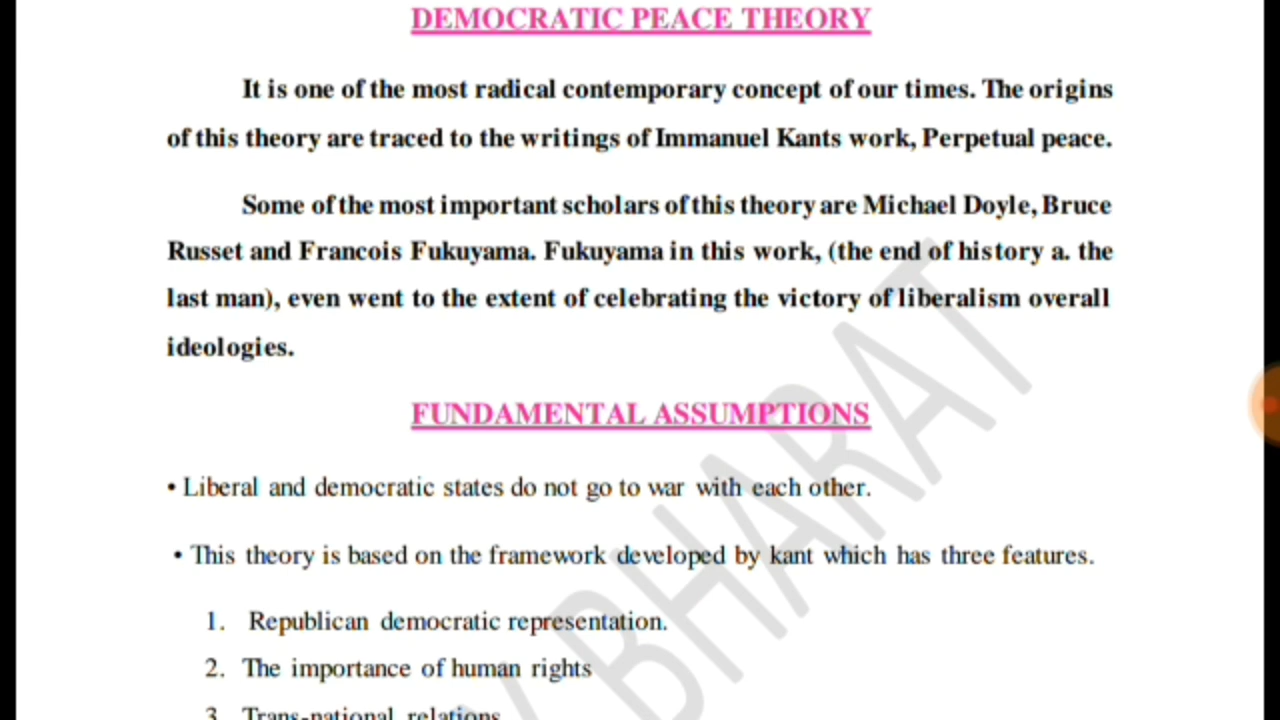 DEMOCRATIC PEACE THEORY
It is one of the most radical contemporary concept of our times. The origins
of this theory are traced to the writings of Immanuel Kants work, Perpetual peace.
Some of the most important scholars of this theory are Michael Doyle, Bruce
Russet and Francois Fukuyama. Fukuyama in this work, (the end of history a. the
last man), even went to the extent of celebrating the victory of liberalism overall
ideologies.
FUNDAMENTAL ASSUMPTIONS
• Liberal and democratic states do not go to war with each other.
• This theory is based on the framework developed by kant which has three features.
1. Republican democratic representation.
2. The importance of human rights
3. Trans-national relations
BHARAT